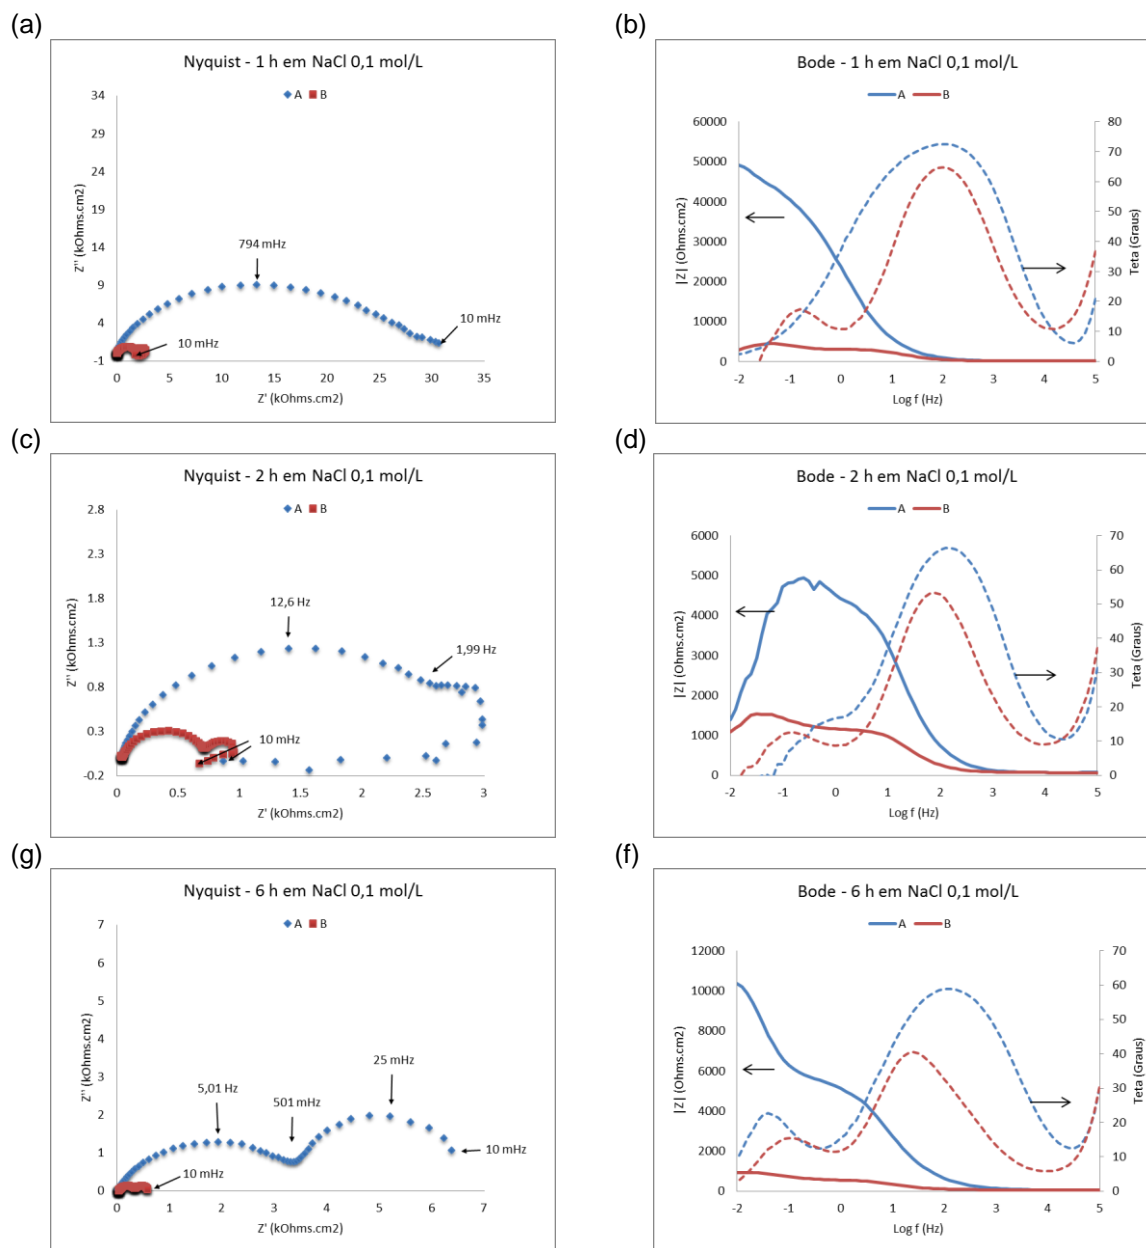 (a)
Nyquist - 1 h em NaCl 0,1 mol/L
A B
Z'' (kOhms.cm2)
34
29
24
19
14
9
4
-1
794 mHz
10 mHz
10 mHz
0 5 10 15 20 25 30 35
Z' (kOhms.cm2)
(b)
Bode - 1 h em NaCl 0,1 mol/L
A B
|Z| (Ohms.cm2)
60000
50000
40000
30000
20000
10000
0
80
70
60
50
40
30
20
10
0
Teta (Graus)
-2 -1 0 1 2 3 4 5
Log f (Hz)
(c)
Nyquist - 2 h em NaCl 0,1 mol/L
A B
Z'' (kOhms.cm2)
2.8
2.3
1.8
1.3
0.8
0.3
-0.2
12,6 Hz
1,99 Hz
10 mHz
0 0.5 1 1.5 2 2.5 3
Z' (kOhms.cm2)
(d)
Bode - 2 h em NaCl 0,1 mol/L
A B
|Z| (Ohms.cm2)
6000
5000
4000
3000
2000
1000
0
70
60
50
40
30
20
10
0
Teta (Graus)
-2 -1 0 1 2 3 4 5
Log f (Hz)
(g)
Nyquist - 6 h em NaCl 0,1 mol/L
A B
Z'' (kOhms.cm2)
7
6
5
4
3
2
1
0
5,01 Hz
501 mHz
25 mHz
10 mHz
10 mHz
0 1 2 3 4 5 6 7
Z' (kOhms.cm2)
(f)
Bode - 6 h em NaCl 0,1 mol/L
A B
|Z| (Ohms.cm2)
12000
10000
8000
6000
4000
2000
0
70
60
50
40
30
20
10
0
Teta (Graus)
-2 -1 0 1 2 3 4 5
Log f (Hz)